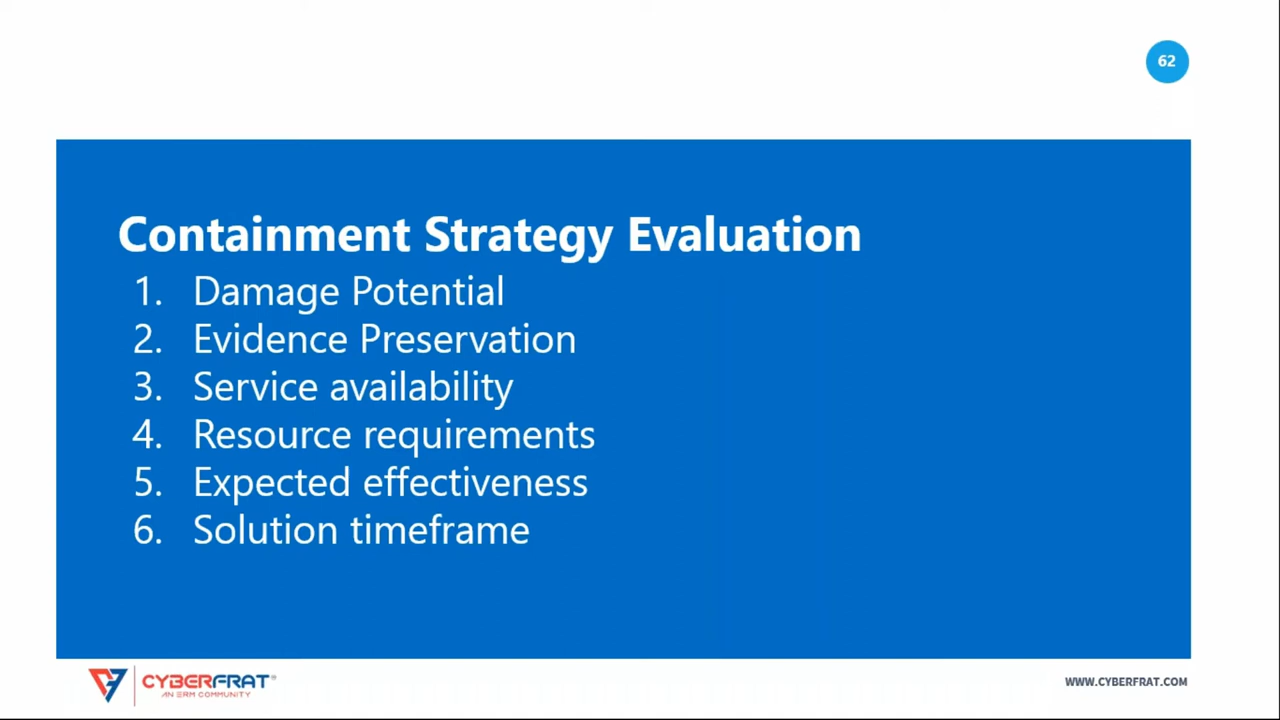 62
Containment Strategy Evaluation
1. Damage Potential
2. Evidence Preservation
3. Service availability
4. Resource requirements
5. Expected effectiveness
6. Solution timeframe
CYBERFRAT®
AN ERM COMMUNITY
WWW.CYBERFRAT.COM